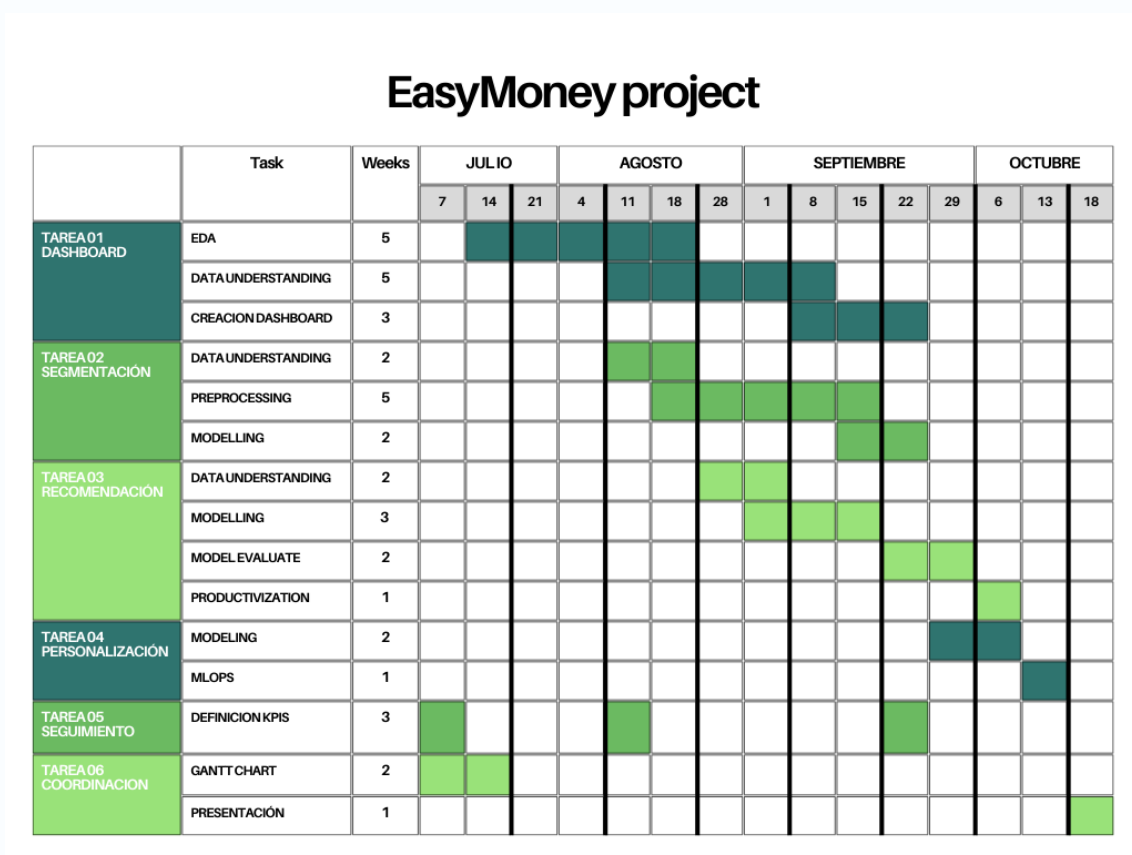 EasyMoney project
Task Weeks JULIO AGOSTO SEPTIEMBRE OCTUBRE
7 14 21 4 11 18 28 1 8 15 22 29 6 13 18
TAREA 01
DASHBOARD
EDA 5
DATA UNDERSTANDING 5
CREACION DASHBOARD 3
TAREA 02
SEGMENTACIÓN
DATA UNDERSTANDING 2
PREPROCESSING 5
MODELLING 2
TAREA 03
RECOMENDACIÓN
DATA UNDERSTANDING 2
MODELLING 3
MODEL EVALUATE 2
PRODUCTIVIZATION 1
TAREA 04
PERSONALIZACIÓN
MODELING 2
MLOPS 1
TAREA 05
SEGUIMIENTO
DEFINICION KPIS 3
TAREA 06
COORDINACION
GANTT CHART 2
PRESENTACIÓN 1